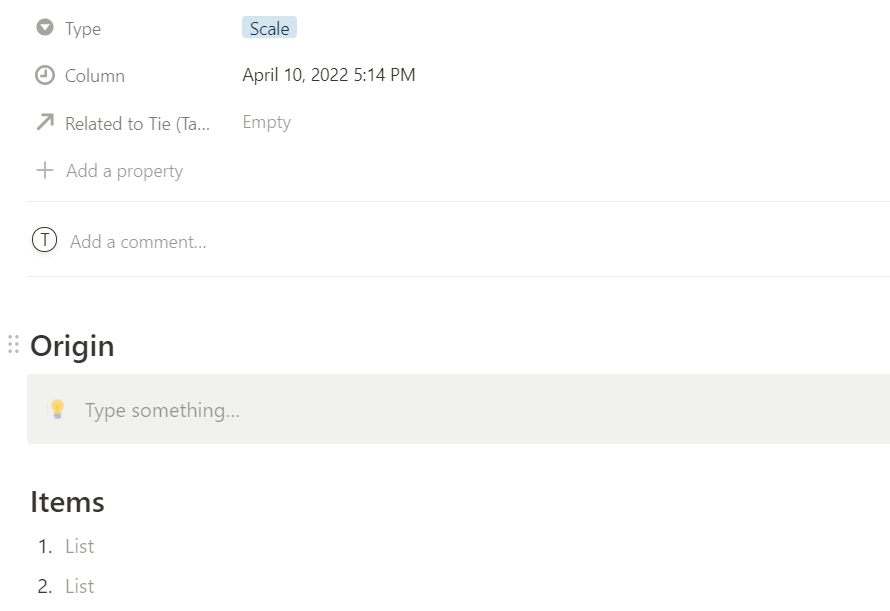 Type Scale
Column April 10, 2022 5:14 PM
Related to Tie (Ta... Empty
Add a property
T Add a comment...
Origin
Type something...
Items
1. List
2. List